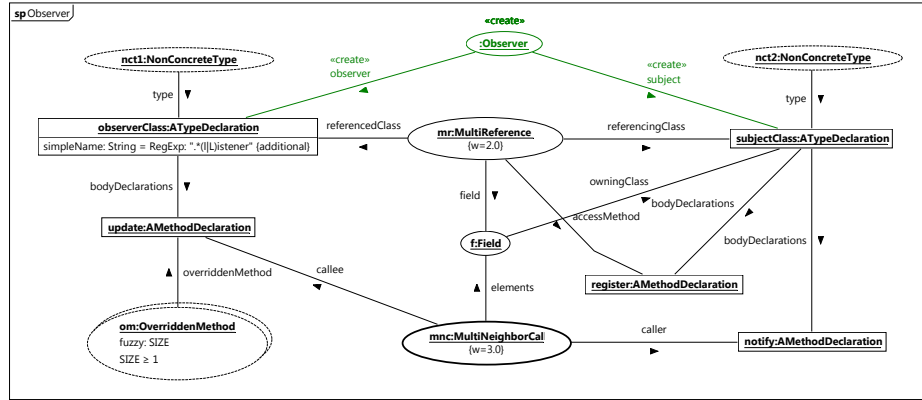 sp Observer
«create»
:Observer
nct1:NonConcreteType
nct2:NonConcreteType
«create»
observer
«create»
subject
type
type
observerClass:ATypeDeclaration
simpleName: String = RegExp: ".*(l|L)istener" {additional}
referencedClass
mr:MultiReference
{w=2.0}
referencingClass
subjectClass:ATypeDeclaration
bodyDeclarations
field
owningClass
accessMethod
bodyDeclarations
update:AMethodDeclaration
f:Field
bodyDeclarations
overriddenMethod
callee
elements
register:AMethodDeclaration
om:OverriddenMethod
fuzzy: SIZE
SIZE ≥ 1
mnc:MultiNeighborCall
{w=3.0}
caller
notify:AMethodDeclaration